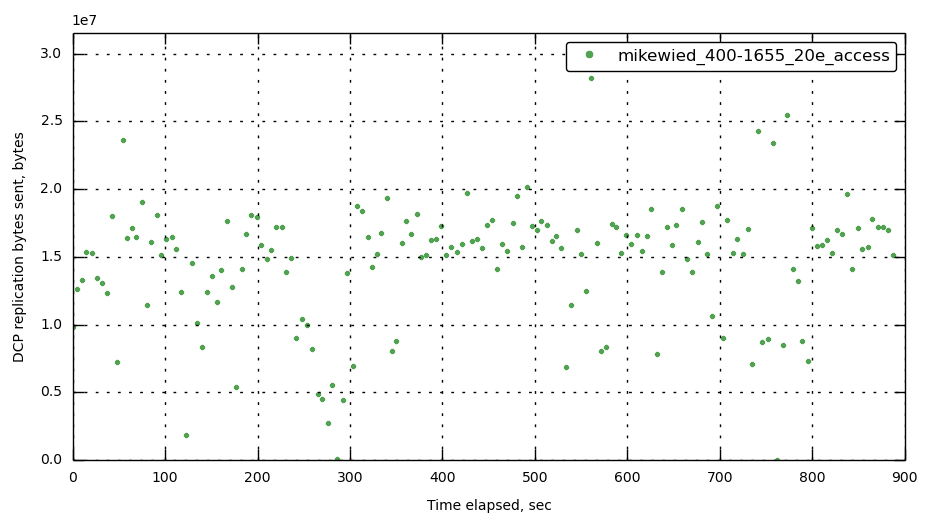 1e7
mikewied_400-1655_20e_access
3.0
2.5
2.0
1.5
1.0
0.5
0.0
DCP replication bytes sent, bytes
0 100 200 300 400 500 600 700 800 900
Time elapsed, sec